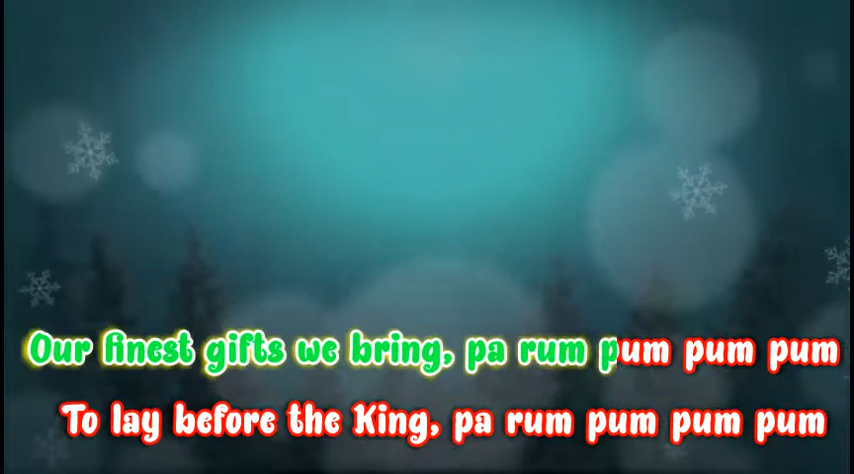 Our finest gifts we bring, pa rum pum pum pum
To lay before the King, pa rum pum pum pum